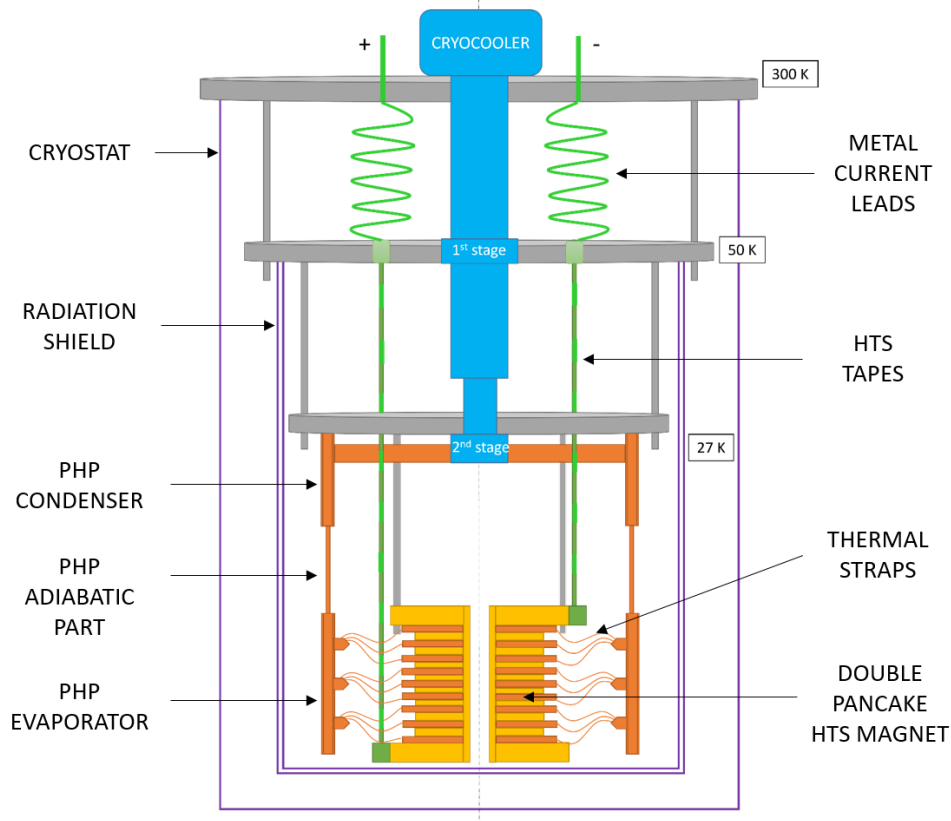 CRYOCOOLER
+
-
300 K
CRYOSTAT
METAL
CURRENT
LEADS
1st stage
50 K
RADIATION
SHIELD
HTS
TAPES
2nd stage
27 K
PHP
CONDENSER
THERMAL
STRAPS
PHP
ADIABATIC
PART
PHP
EVAPORATOR
DOUBLE
PANCAKE
HTS MAGNET